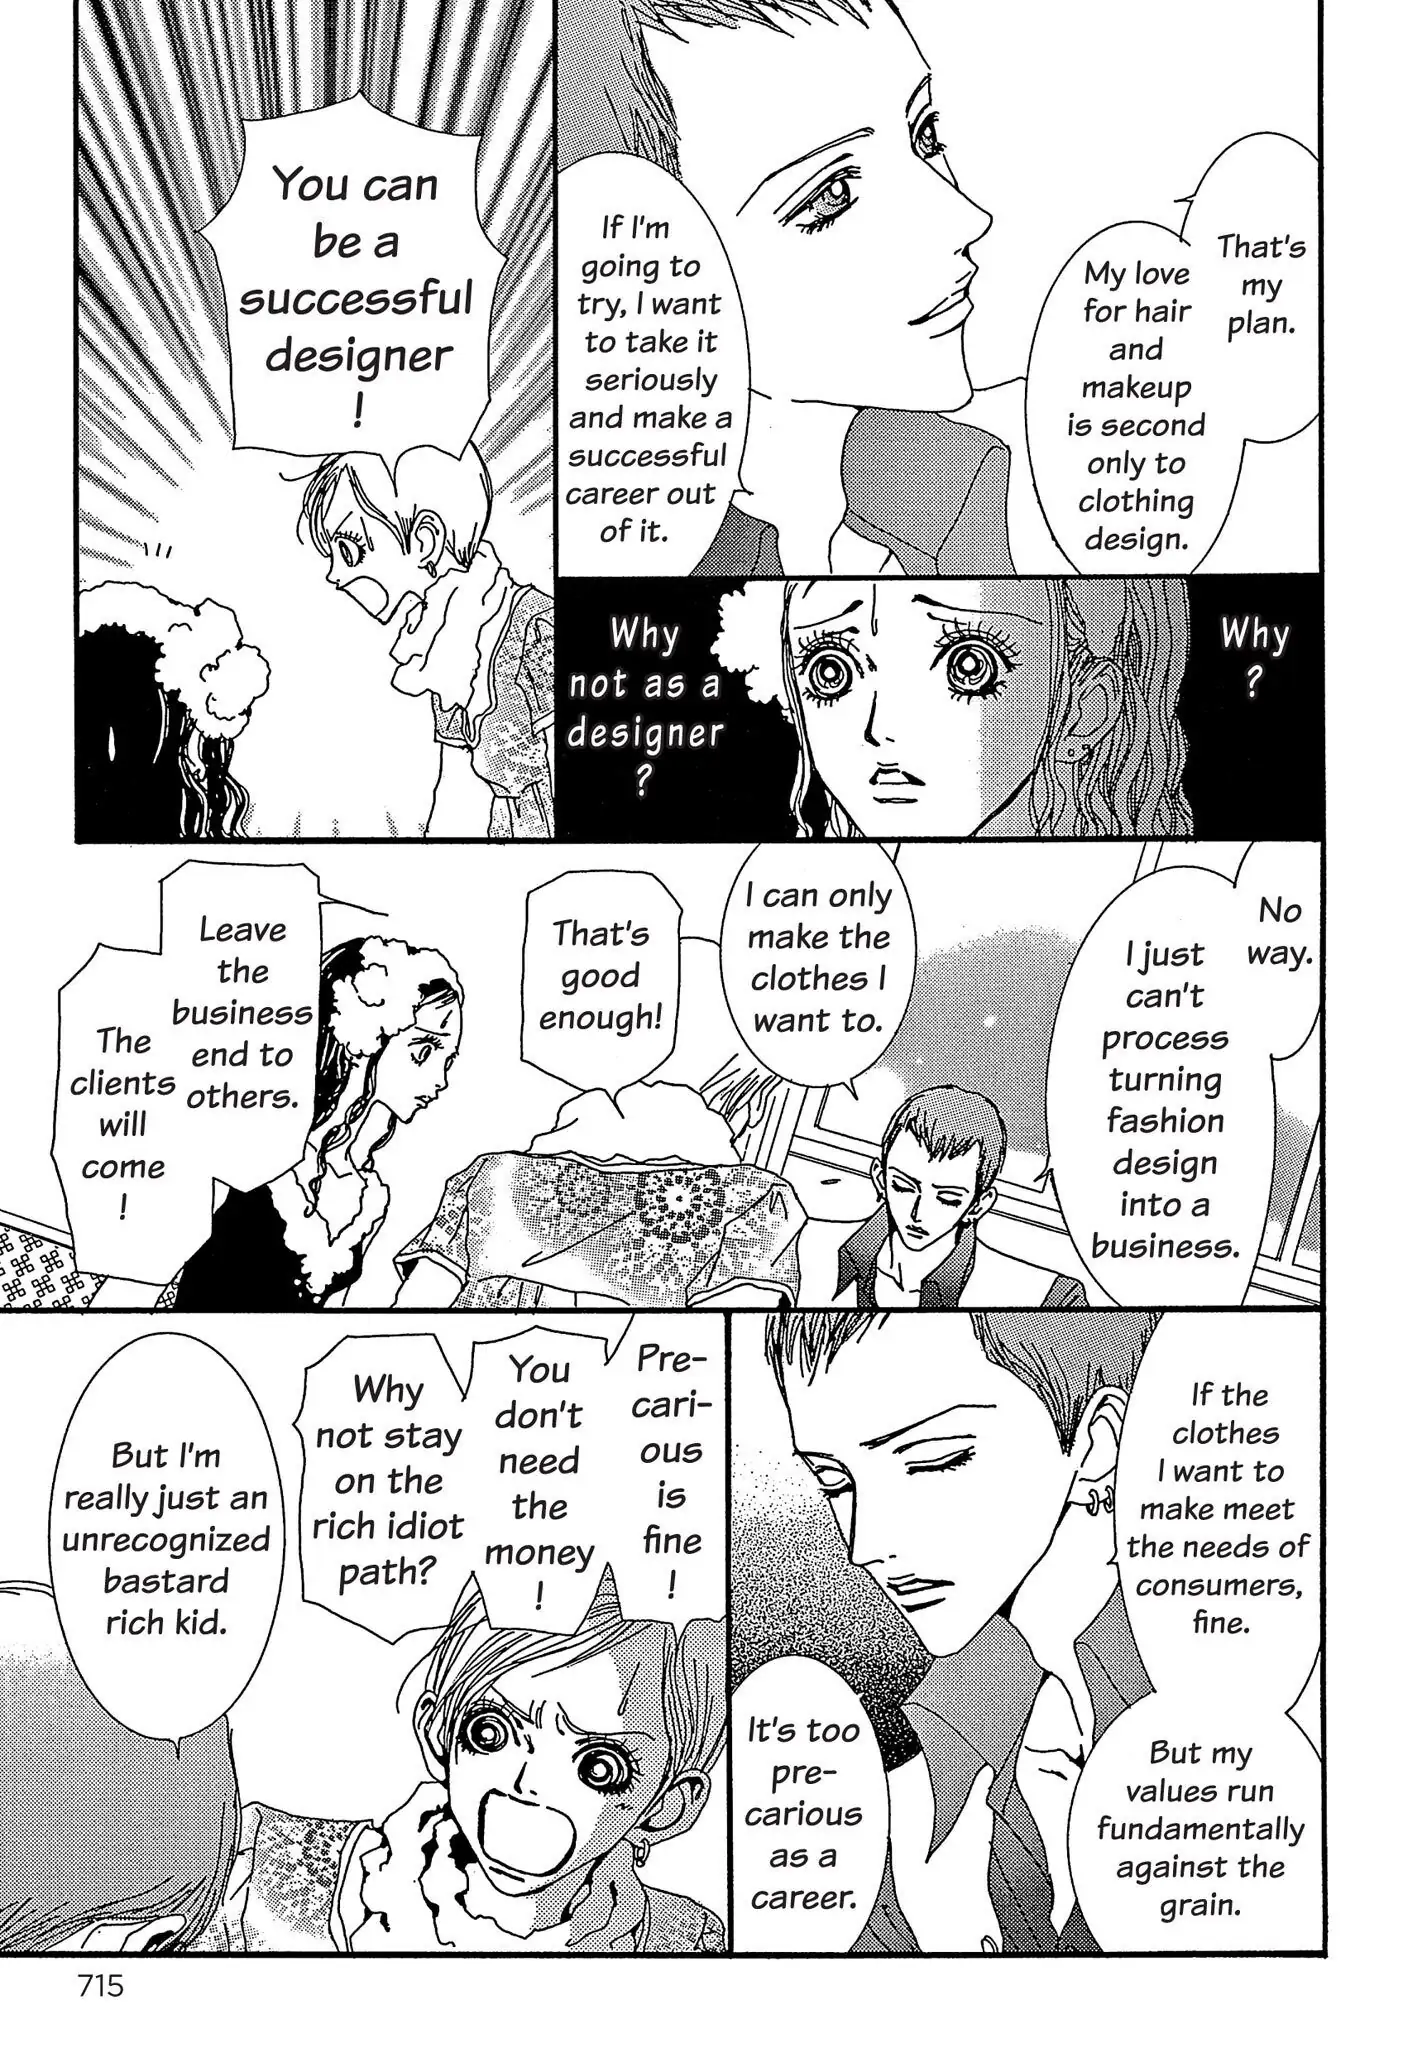 That's
my
plan.
My love
for hair
and
makeup
is second
only to
clothing
design.
If I'm
going to
try, I want
to take it
seriously
and make a
successful
career out
of it.
Why
?
Why
not as a
designer
?
You can
be a
successful
designer
!
No
way.
I just
can't
process
turning
fashion
design
into a
business.
I can only
make the
clothes I
want to.
That's
good
enough!
Leave
the
business
end to
others.
The
clients
will
come
!
If the
clothes
I want to
make meet
the needs of
consumers,
fine.
But my
values run
fundamentally
against the
grain.
It's too
pre-
carious
as a
career.
Pre-
cari-
ous
is
fine
!
You
don't
need
the
money
!
Why
not stay
on the
rich idiot
path?
But I'm
really just an
unrecognized
bastard
rich kid.
715